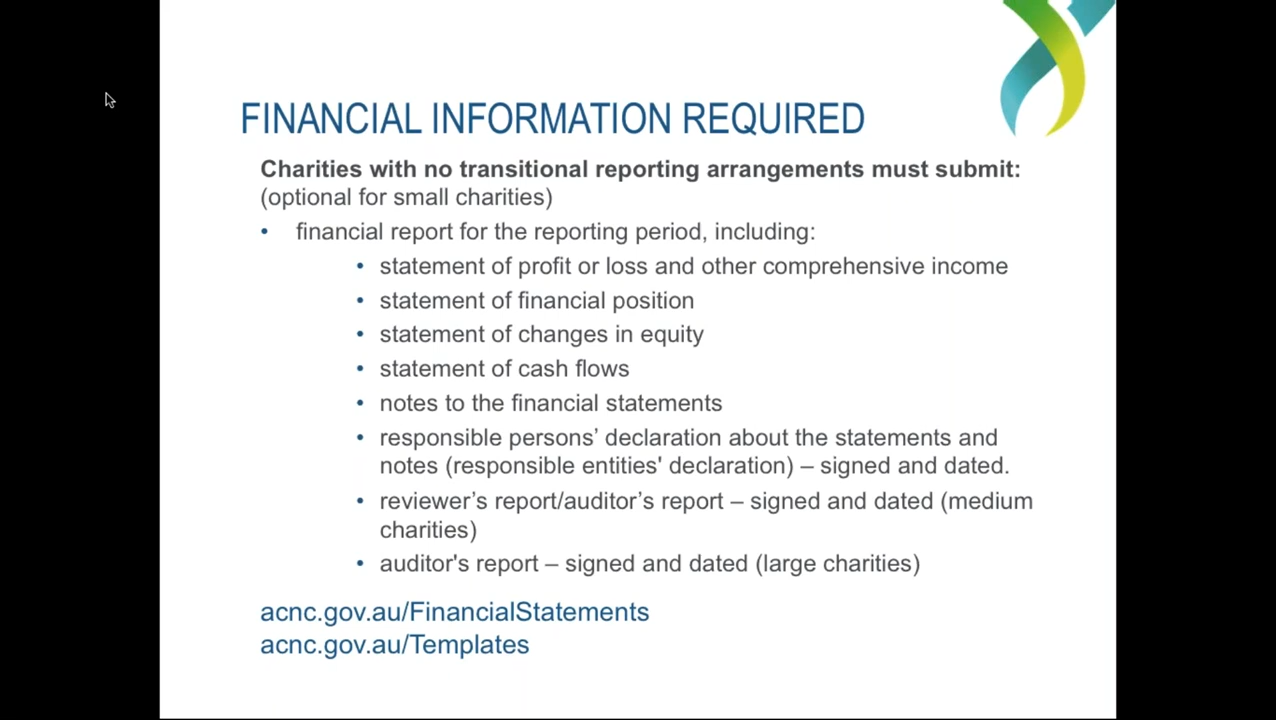 FINANCIAL INFORMATION REQUIRED
Charities with no transitional reporting arrangements must submit:
(optional for small charities)
• financial report for the reporting period, including:
• statement of profit or loss and other comprehensive income
• statement of financial position
• statement of changes in equity
• statement of cash flows
• notes to the financial statements
• responsible persons’ declaration about the statements and
notes (responsible entities' declaration) – signed and dated.
• reviewer’s report/auditor’s report – signed and dated (medium
charities)
• auditor's report – signed and dated (large charities)
acnc.gov.au/FinancialStatements
acnc.gov.au/Templates